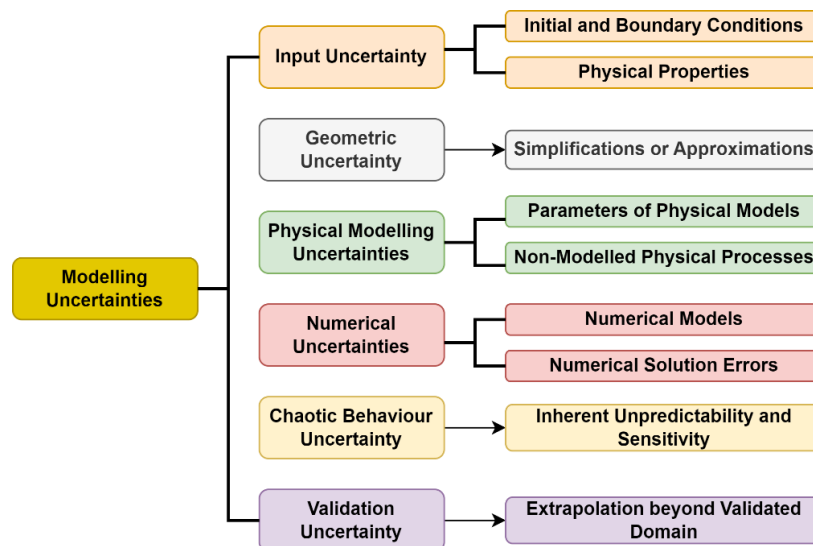 Modelling
Uncertainties
Input Uncertainty
Initial and Boundary Conditions
Physical Properties
Geometric
Uncertainty
Simplifications or Approximations
Physical Modelling
Uncertainties
Parameters of Physical Models
Non-Modelled Physical Processes
Numerical
Uncertainties
Numerical Models
Numerical Solution Errors
Chaotic Behaviour
Uncertainty
Inherent Unpredictability and
Sensitivity
Validation
Uncertainty
Extrapolation beyond Validated
Domain